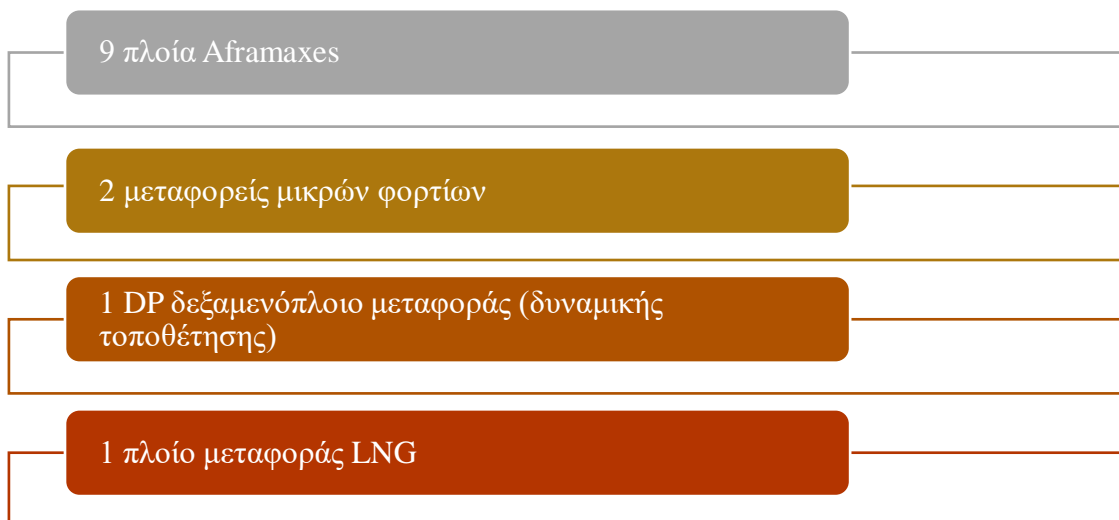 9 πλοία Aframaxes
2 μεταφορείς μικρών φορτίων
1 DP δεξαμενόπλοιο μεταφοράς (δυναμικής
τοποθέτησης)
1 πλοίο μεταφοράς LNG